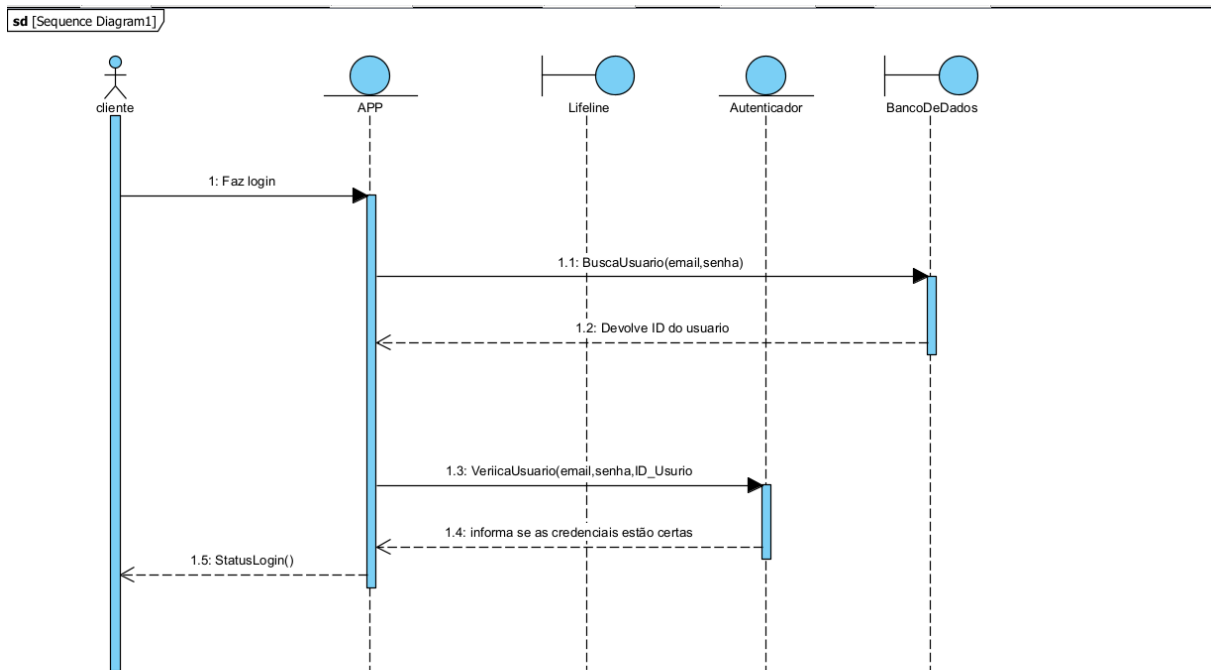 sd [Sequence Diagram1]
cliente
APP
Lifeline
Autenticador
BancoDeDados
1: Faz login
1.1: BuscaUsuario(email,senha)
1.2: Devolve ID do usuario
1.3: VeriicaUsuario(email,senha,ID_Usurio
1.4: informa se as credenciais estão certas
1.5: StatusLogin()